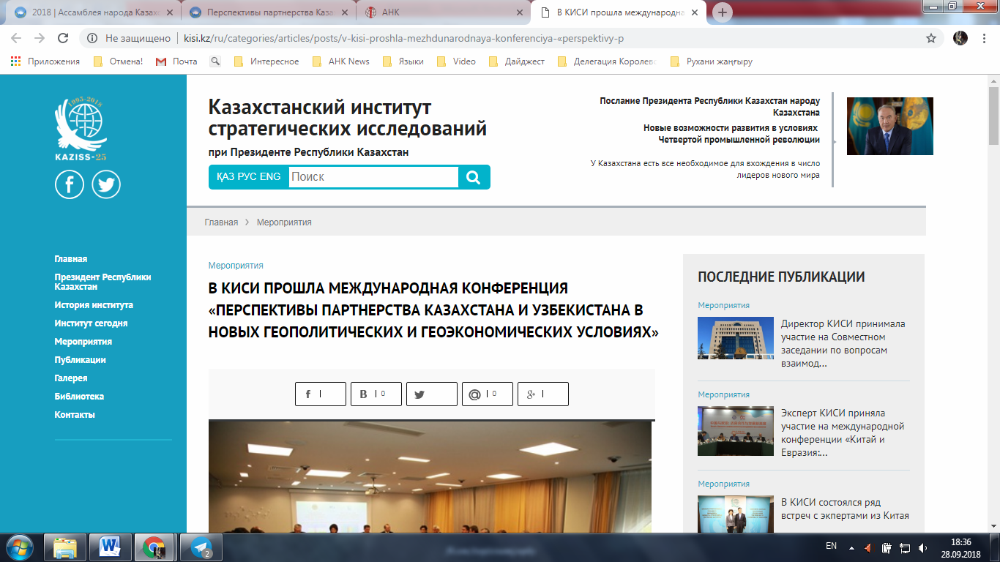 2018 | Ассамблея народа Казахс
Перспективы партнерства Каза
АНК
В КИСИ прошла международна
Не защищено
kisi.kz/ru/categories/articles/posts/v-kisi-proshla-mezhdunarodnaya-konferenciya-«perspektivy-p
Приложения
Отмена!
Почта
Интересное
АНК News
Языки
Video
Дайджест
Делегация Королевс
Рухани жаңғыру
1993-2018
KAZISS-25
Казахстанский институт
стратегических исследований
при Президенте Республики Казахстан
ҚАЗ РУС ENG
Поиск
Послание Президента Республики Казахстан народу
Казахстана
Новые возможности развития в условиях
Четвертой промышленной революции
У Казахстана есть все необходимое для вхождения в число
лидеров нового мира
Главная
Мероприятия
Главная
Президент Республики
Казахстан
История института
Институт сегодня
Мероприятия
Публикации
Галерея
Библиотека
Контакты
Мероприятия
В КИСИ ПРОШЛА МЕЖДУНАРОДНАЯ КОНФЕРЕНЦИЯ
«ПЕРСПЕКТИВЫ ПАРТНЕРСТВА КАЗАХСТАНА И УЗБЕКИСТАНА В
НОВЫХ ГЕОПОЛИТИЧЕСКИХ И ГЕОЭКОНОМИЧЕСКИХ УСЛОВИЯХ»
0
0
ПОСЛЕДНИЕ ПУБЛИКАЦИИ
Мероприятия
Директор КИСИ принимала
участие на Совместном
заседании по вопросам
взаимод...
Мероприятия
Эксперт КИСИ приняла
участие на международной
конференции «Китай и
Евразия:...
Мероприятия
В КИСИ состоялся ряд
встреч с экпертами из Китая
2
EN
18:36
28.09.2018